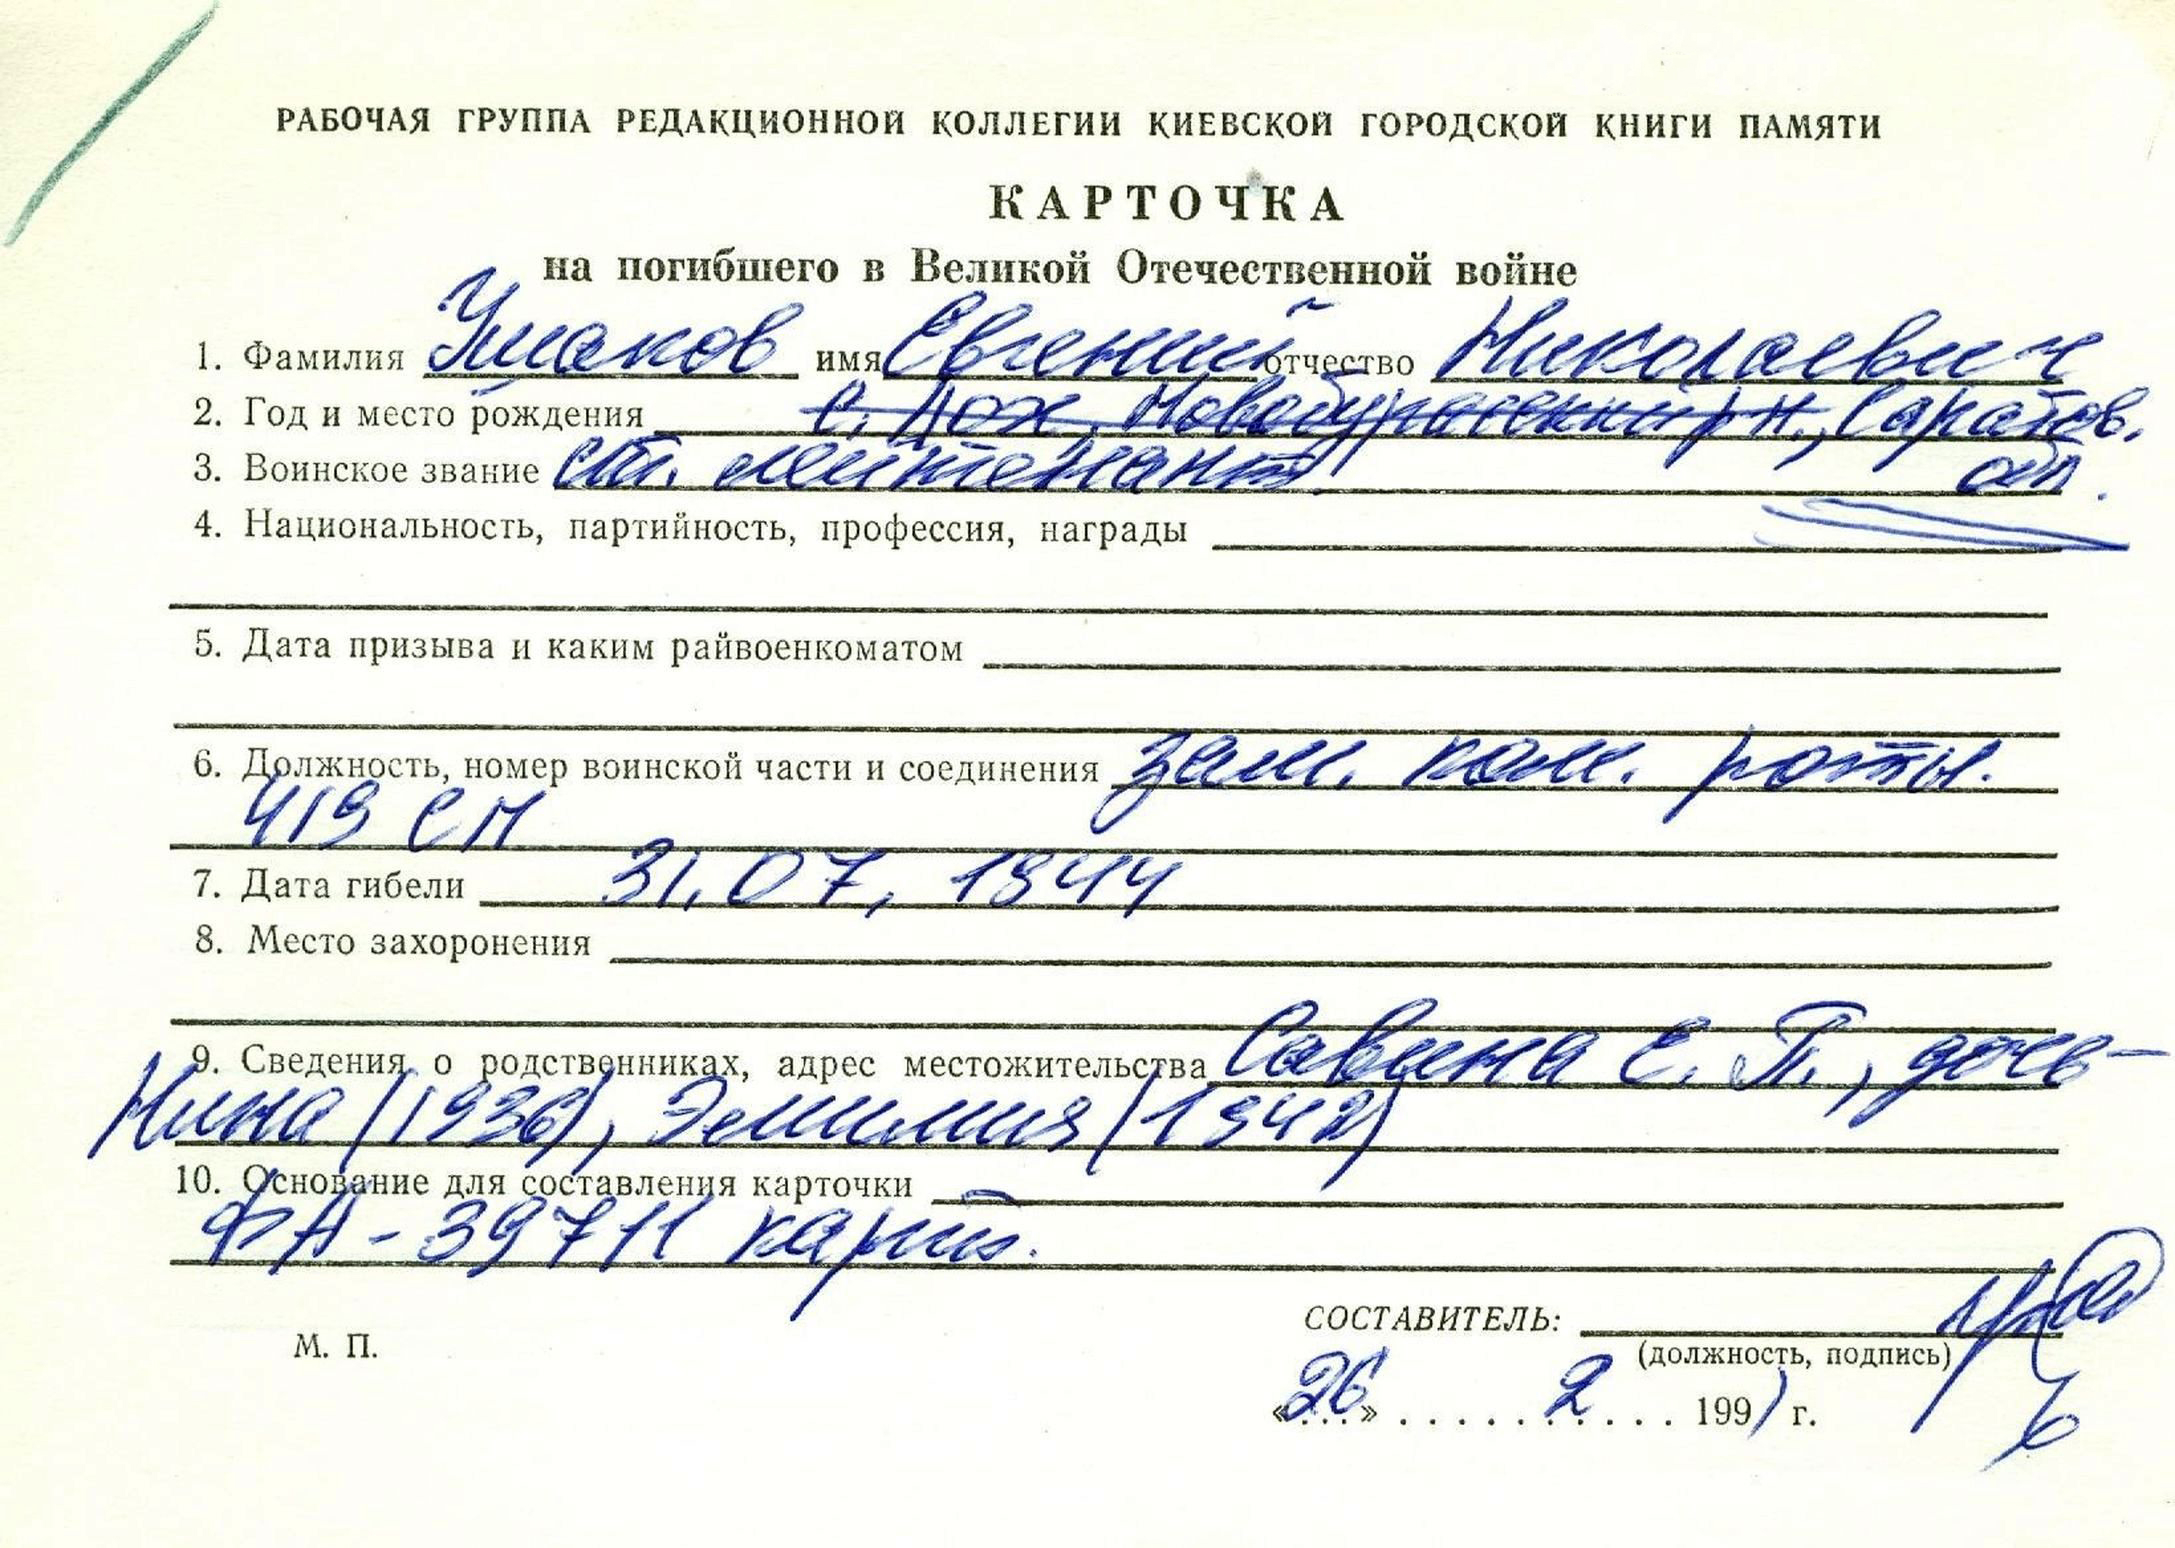 РАБОЧАЯ ГРУППА РЕДАКЦИОННОЙ КОЛЛЕГИИ КИЕВСКОЙ ГОРОДСКОЙ КНИГИ ПАМЯТИ
КАРТОЧКА
на погибшего в Великой Отечественной войне
1. Фамилия Ушаков имя Евгений отчество Николаевич
2. Год и место рождения с. Лох, Новобурасский р-н., Саратов.
обл.
3. Воинское звание ст. лейтенант.
4. Национальность, партийность, профессия, награды
5. Дата призыва и каким райвоенкоматом
6. Должность, номер воинской части и соединения зам. ком. роты.
419 СП
7. Дата гибели 31.07, 1944
8. Место захоронения
9. Сведения о родственниках, адрес местожительства Савина Е. П., дочь-
Нина (1936), Эмилия (1942)
10. Основание для составления карточки
ФА-39711 карт.
СОСТАВИТЕЛЬ:
М. П.
(должность, подпись)
«26» 2 1991 г.